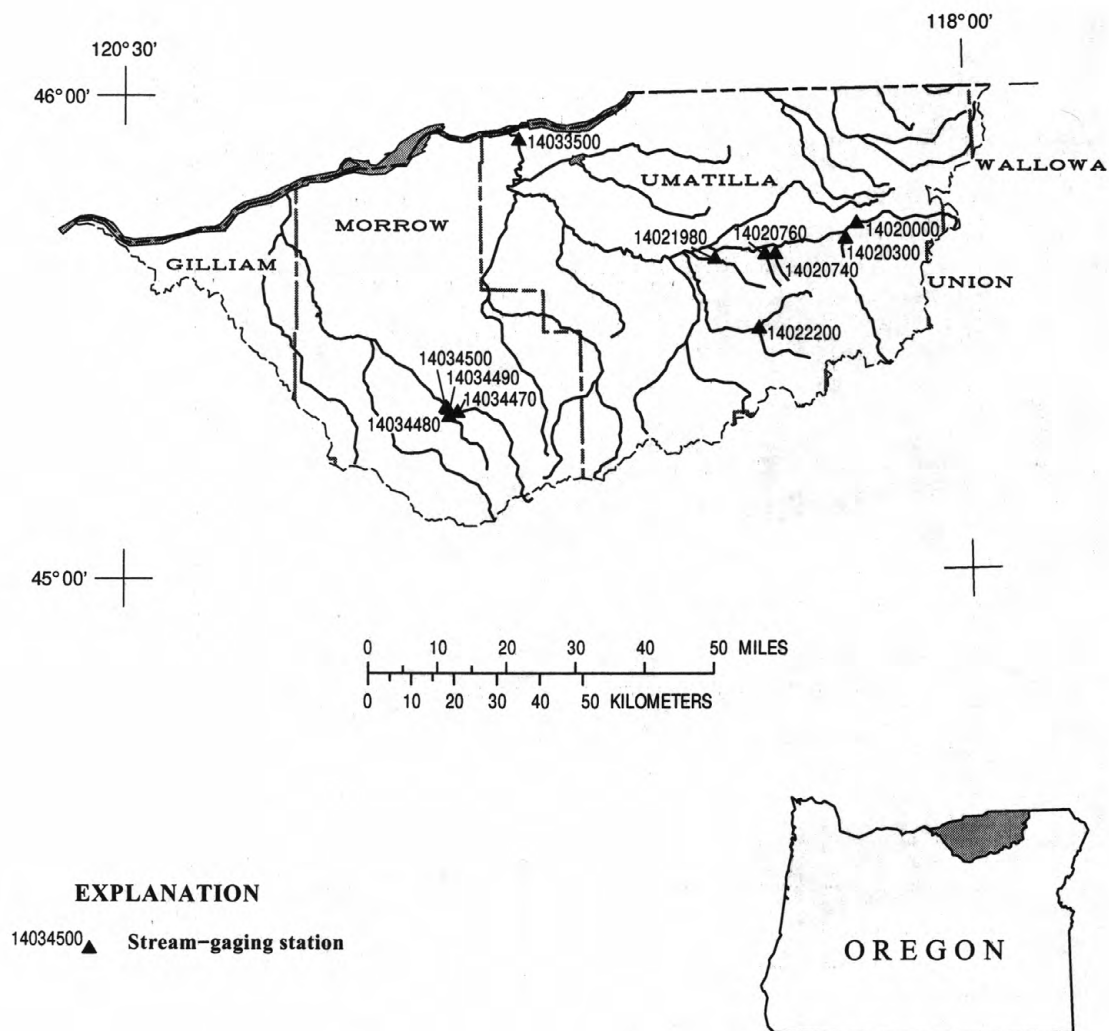 118°00'
120°30'
46°00'
14033500
WALLOWA
UMATILLA
MORROW
14020000
14021980
14020760
14020300
GILLIAM
14020740
UNION
14022200
14034500
14034490
14034470
14034480
45°00'
0 10 20 30 40 50 MILES
0 10 20 30 40 50 KILOMETERS
EXPLANATION
14034500 Stream-gaging station
OREGON